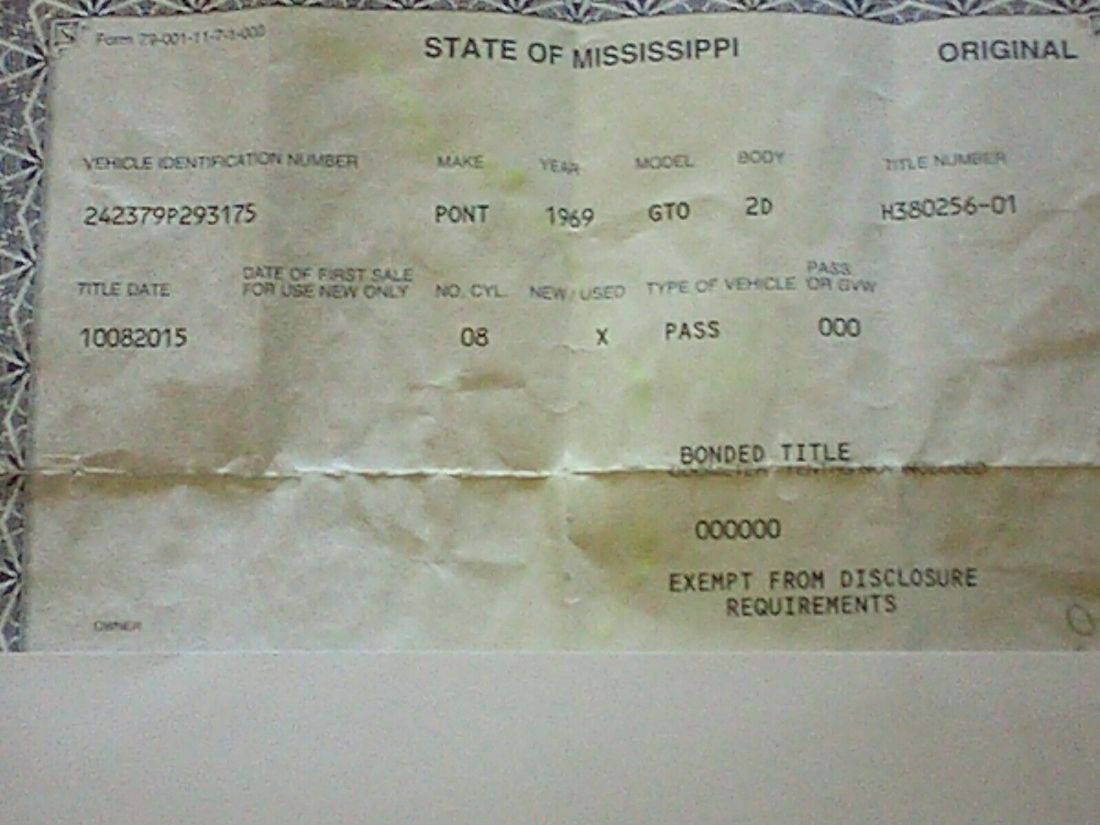 Form 79-001-11-7-1-000
STATE OF MISSISSIPPI
ORIGINAL
VEHICLE IDENTIFICATION NUMBER MAKE YEAR MODEL BODY TITLE NUMBER
242379P293175 PONT 1969 GTO 2D H380256-01
TITLE DATE DATE OF FIRST SALE FOR USE NEW ONLY NO. CYL. NEW / USED TYPE OF VEHICLE PASS OR GVW
10082015 08 X PASS 000
BONDED TITLE
000000
EXEMPT FROM DISCLOSURE
REQUIREMENTS
OWNER